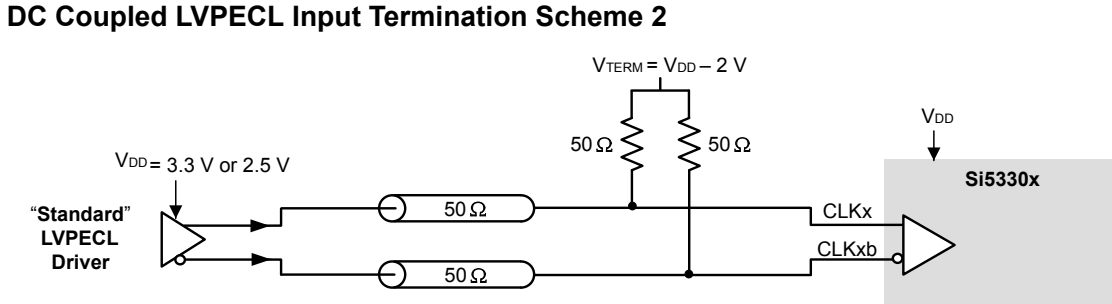 DC Coupled LVPECL Input Termination Scheme 2
VTERM = VDD – 2 V
50 Ω
50 Ω
VDD
VDD = 3.3 V or 2.5 V
Si5330x
"Standard"
LVPECL
Driver
50 Ω
CLKx
50 Ω
CLKxb